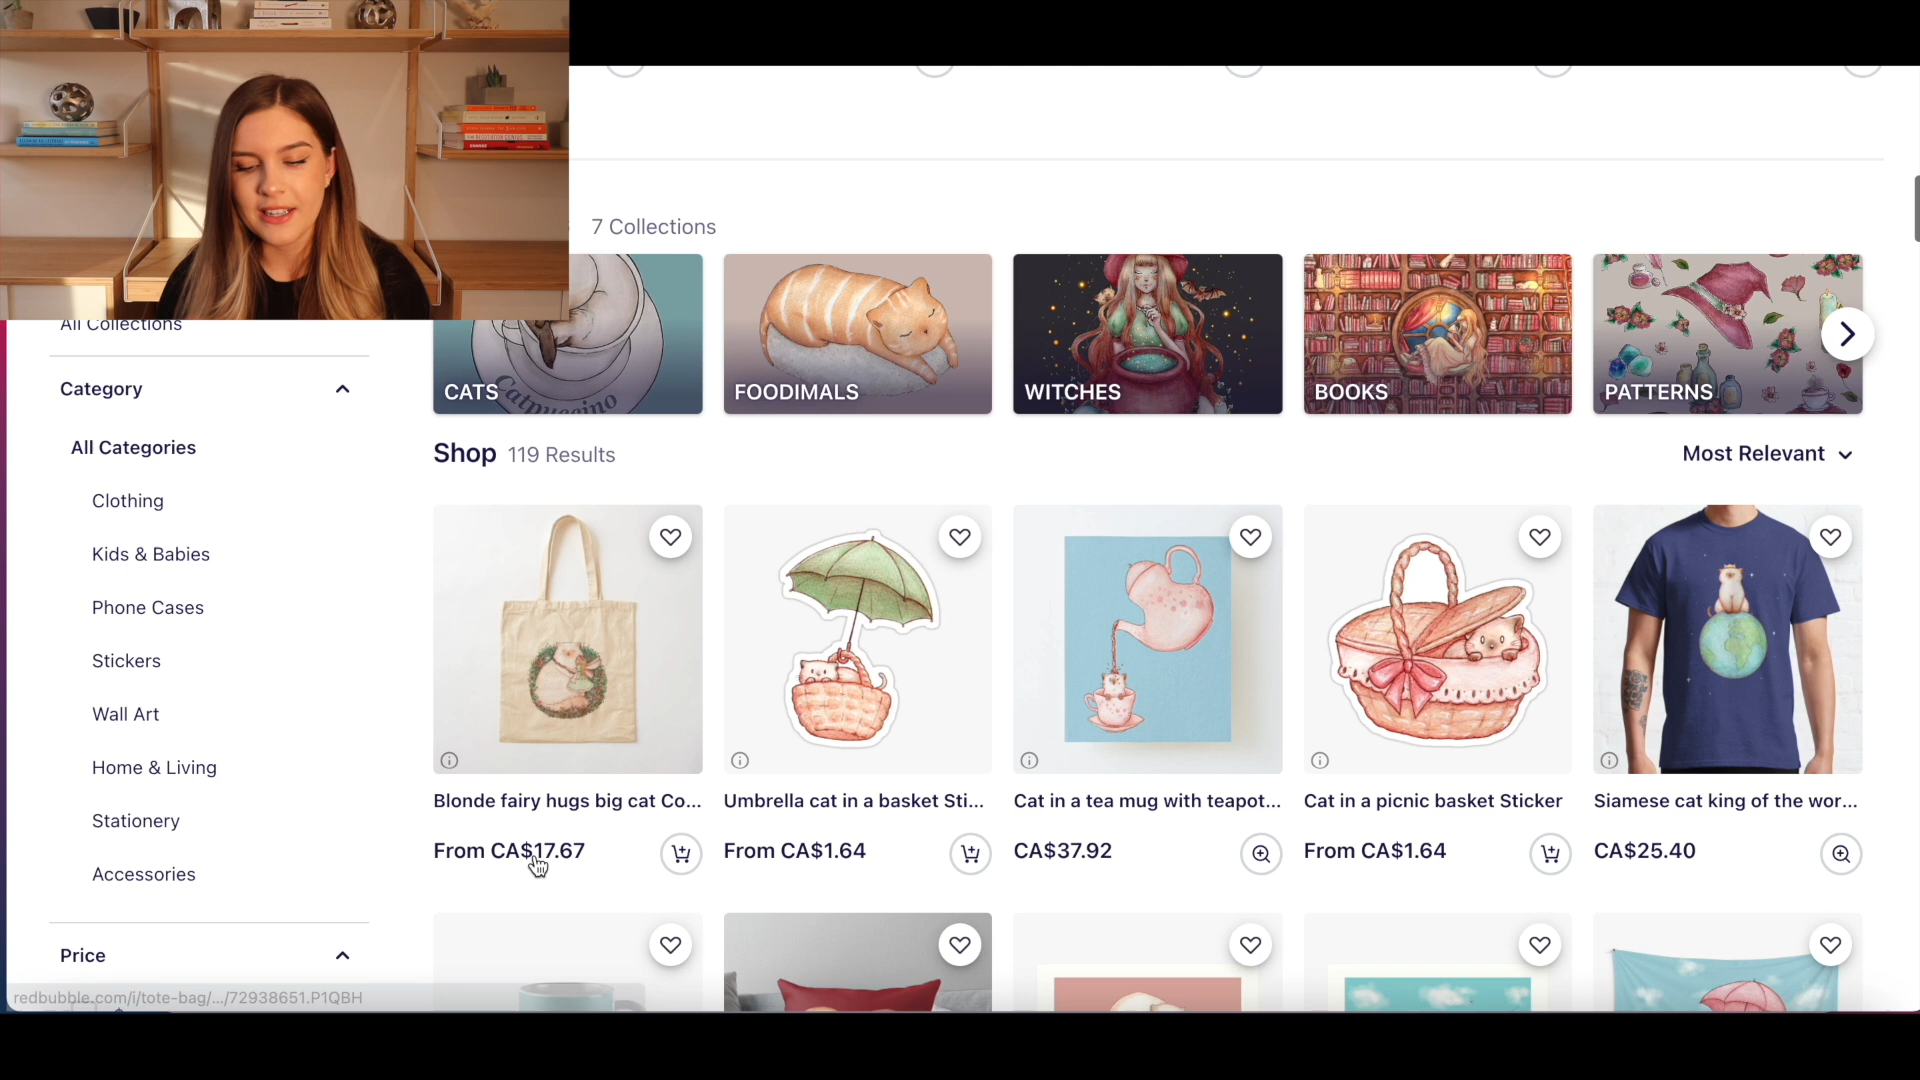 7 Collections
All Collections
CATS
Catpuccino
FOODIMALS
WITCHES
BOOKS
PATTERNS
Category
Shop 119 Results
Most Relevant
All Categories
Clothing
Kids & Babies
Phone Cases
Stickers
Wall Art
Home & Living
Stationery
Accessories
Price
Blonde fairy hugs big cat Co...
Umbrella cat in a basket Sti...
Cat in a tea mug with teapot...
Cat in a picnic basket Sticker
Siamese cat king of the wor...
From CA$17.67
From CA$1.64
CA$37.92
From CA$1.64
CA$25.40
redbubble.com/i/tote-bag/.../72938651.P1QBH